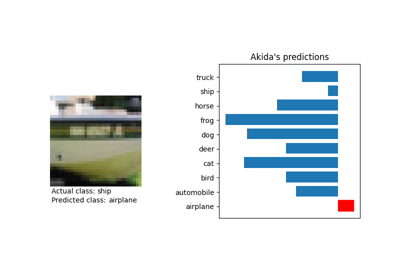 Akida's predictions
truck
ship
horse
frog
dog
deer
cat
bird
automobile
airplane
Actual class: ship
Predicted class: airplane